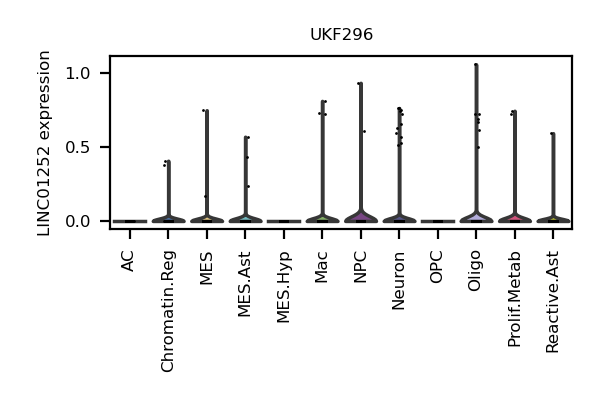 UKF296
LINC01252 expression
1.0
0.5
0.0
AC
Chromatin.Reg
MES
MES.Ast
MES.Hyp
Mac
NPC
Neuron
OPC
Oligo
Prolif.Metab
Reactive.Ast